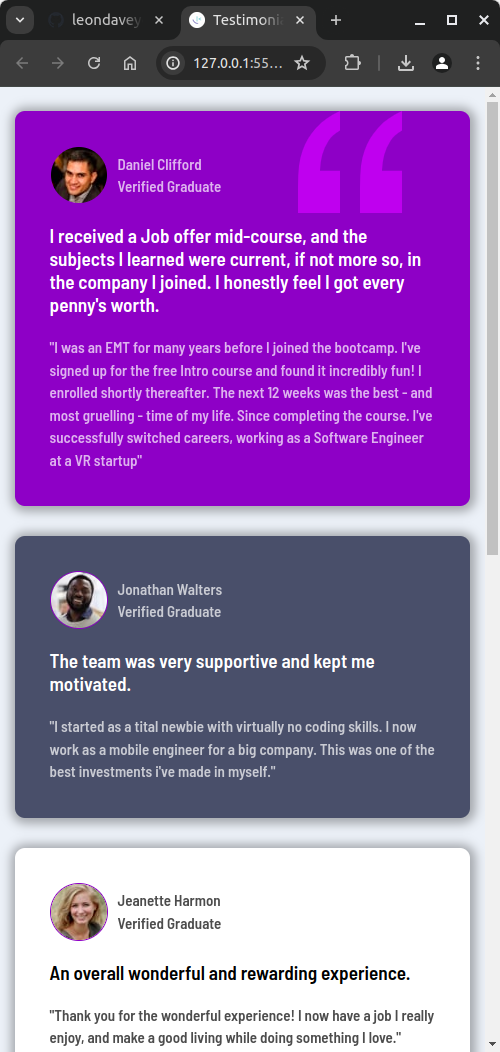 leondavey
Testimoni
127.0.0.1:55…
“
Daniel Clifford
Verified Graduate
I received a Job offer mid-course, and the
subjects I learned were current, if not more so, in
the company I joined. I honestly feel I got every
penny's worth.
"I was an EMT for many years before I joined the bootcamp. I've
signed up for the free Intro course and found it incredibly fun! I
enrolled shortly thereafter. The next 12 weeks was the best - and
most gruelling - time of my life. Since completing the course. I've
successfully switched careers, working as a Software Engineer
at a VR startup"
Jonathan Walters
Verified Graduate
The team was very supportive and kept me
motivated.
"I started as a tital newbie with virtually no coding skills. I now
work as a mobile engineer for a big company. This was one of the
best investments i've made in myself."
Jeanette Harmon
Verified Graduate
An overall wonderful and rewarding experience.
"Thank you for the wonderful experience! I now have a job I really
enjoy, and make a good living while doing something I love."